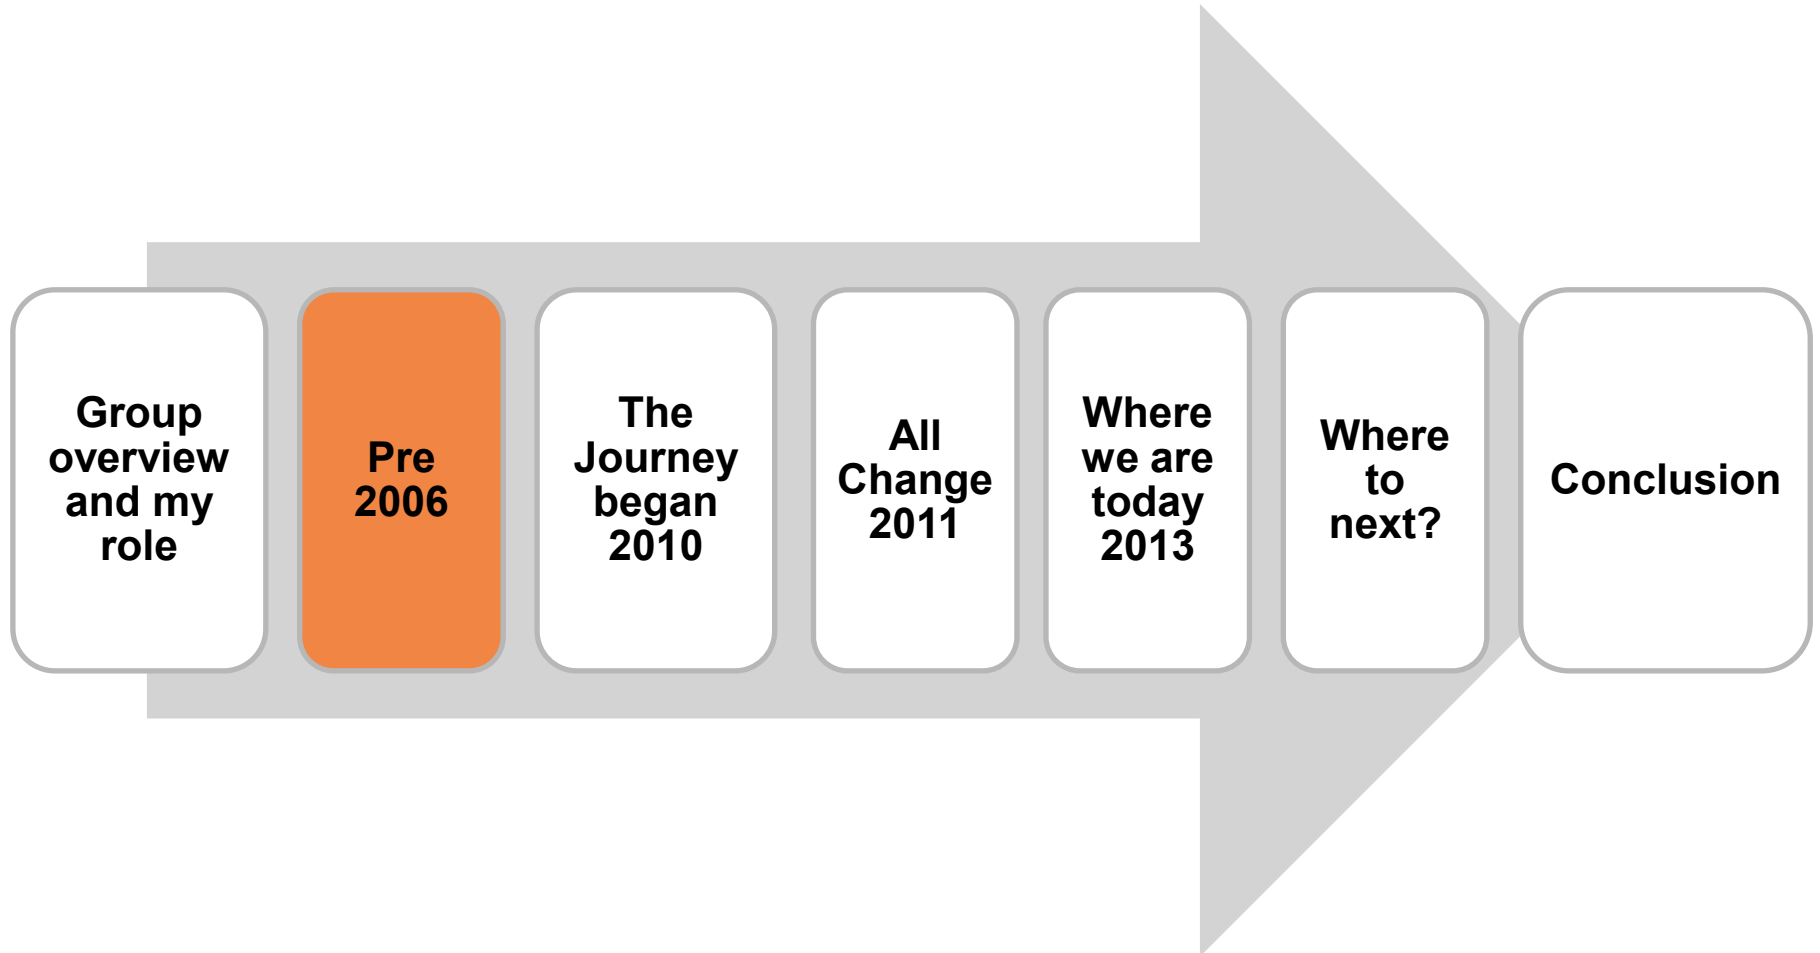 Group
overview
and my
role
Pre
2006
The
Journey
began
2010
All
Change
2011
Where
we are
today
2013
Where
to
next?
Conclusion